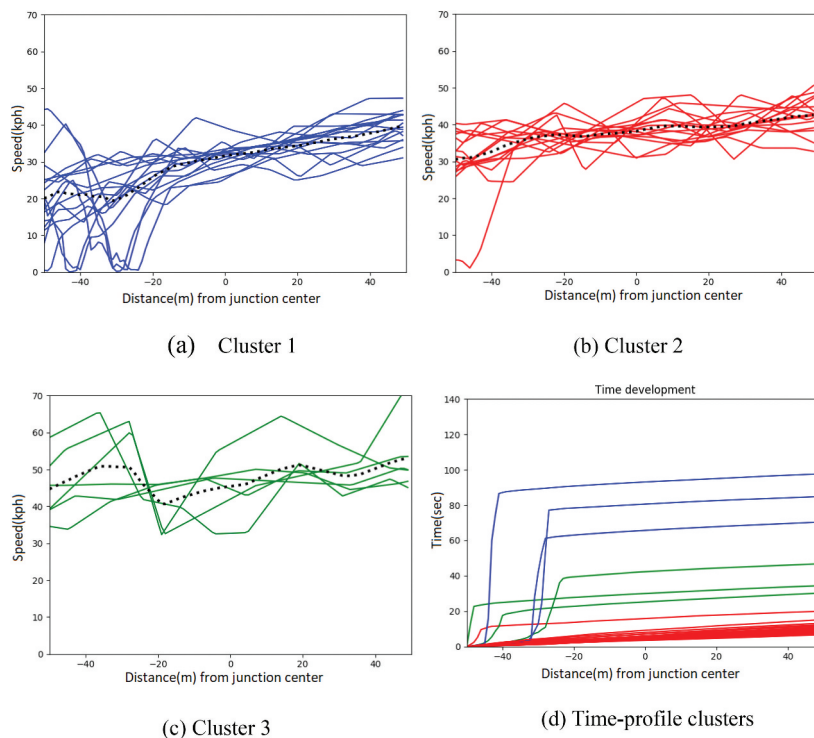 70
60
50
40
30
20
10
0
Speed(kph)
−40 −20 0 20 40
Distance(m) from junction center
(a) Cluster 1
70
60
50
40
30
20
10
0
Speed(kph)
−40 −20 0 20 40
Distance(m) from junction center
(b) Cluster 2
70
60
50
40
30
20
10
0
Speed(kph)
−40 −20 0 20 40
Distance(m) from junction center
(c) Cluster 3
Time development
140
120
100
80
60
40
20
0
Time(sec)
−40 −20 0 20 40
Distance(m) from junction center
(d) Time-profile clusters